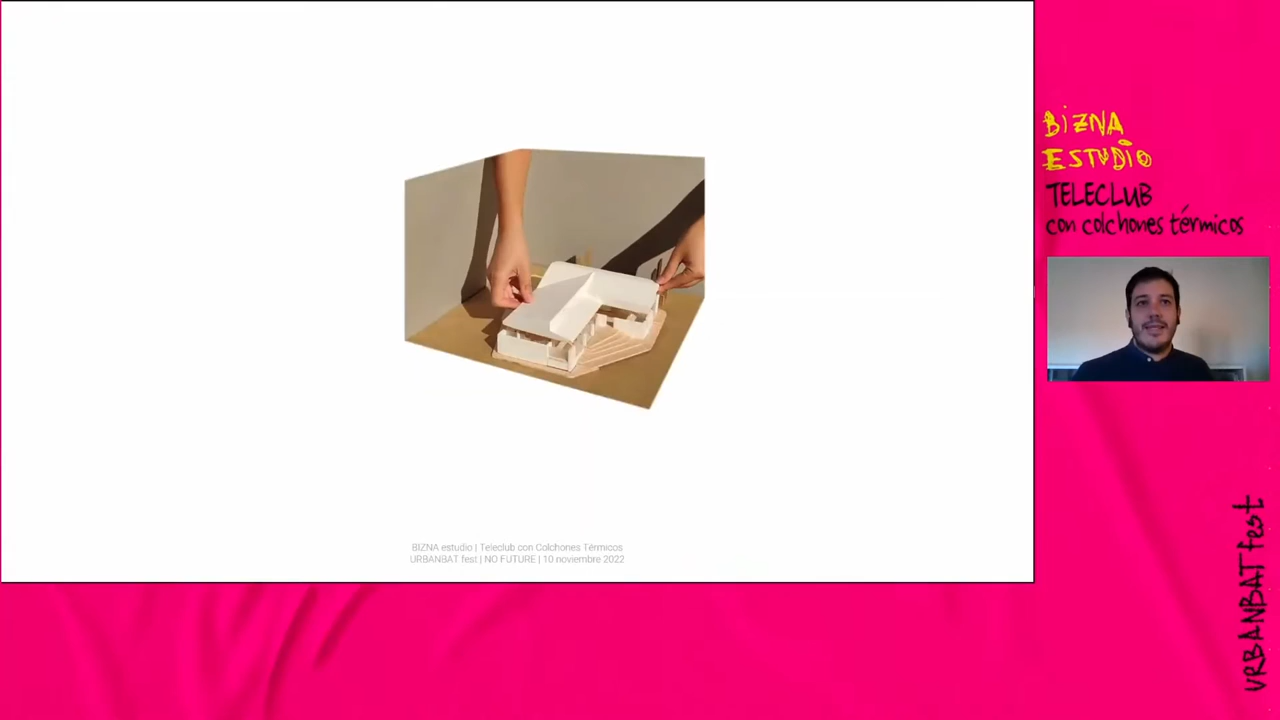 BIZNA
ESTUDIO
TELECLUB
con colchones térmicos
BIZNA estudio | Teleclub con Colchones Térmicos
URBANBAT fest | NO FUTURE | 10 noviembre 2022
URBANBAT fest